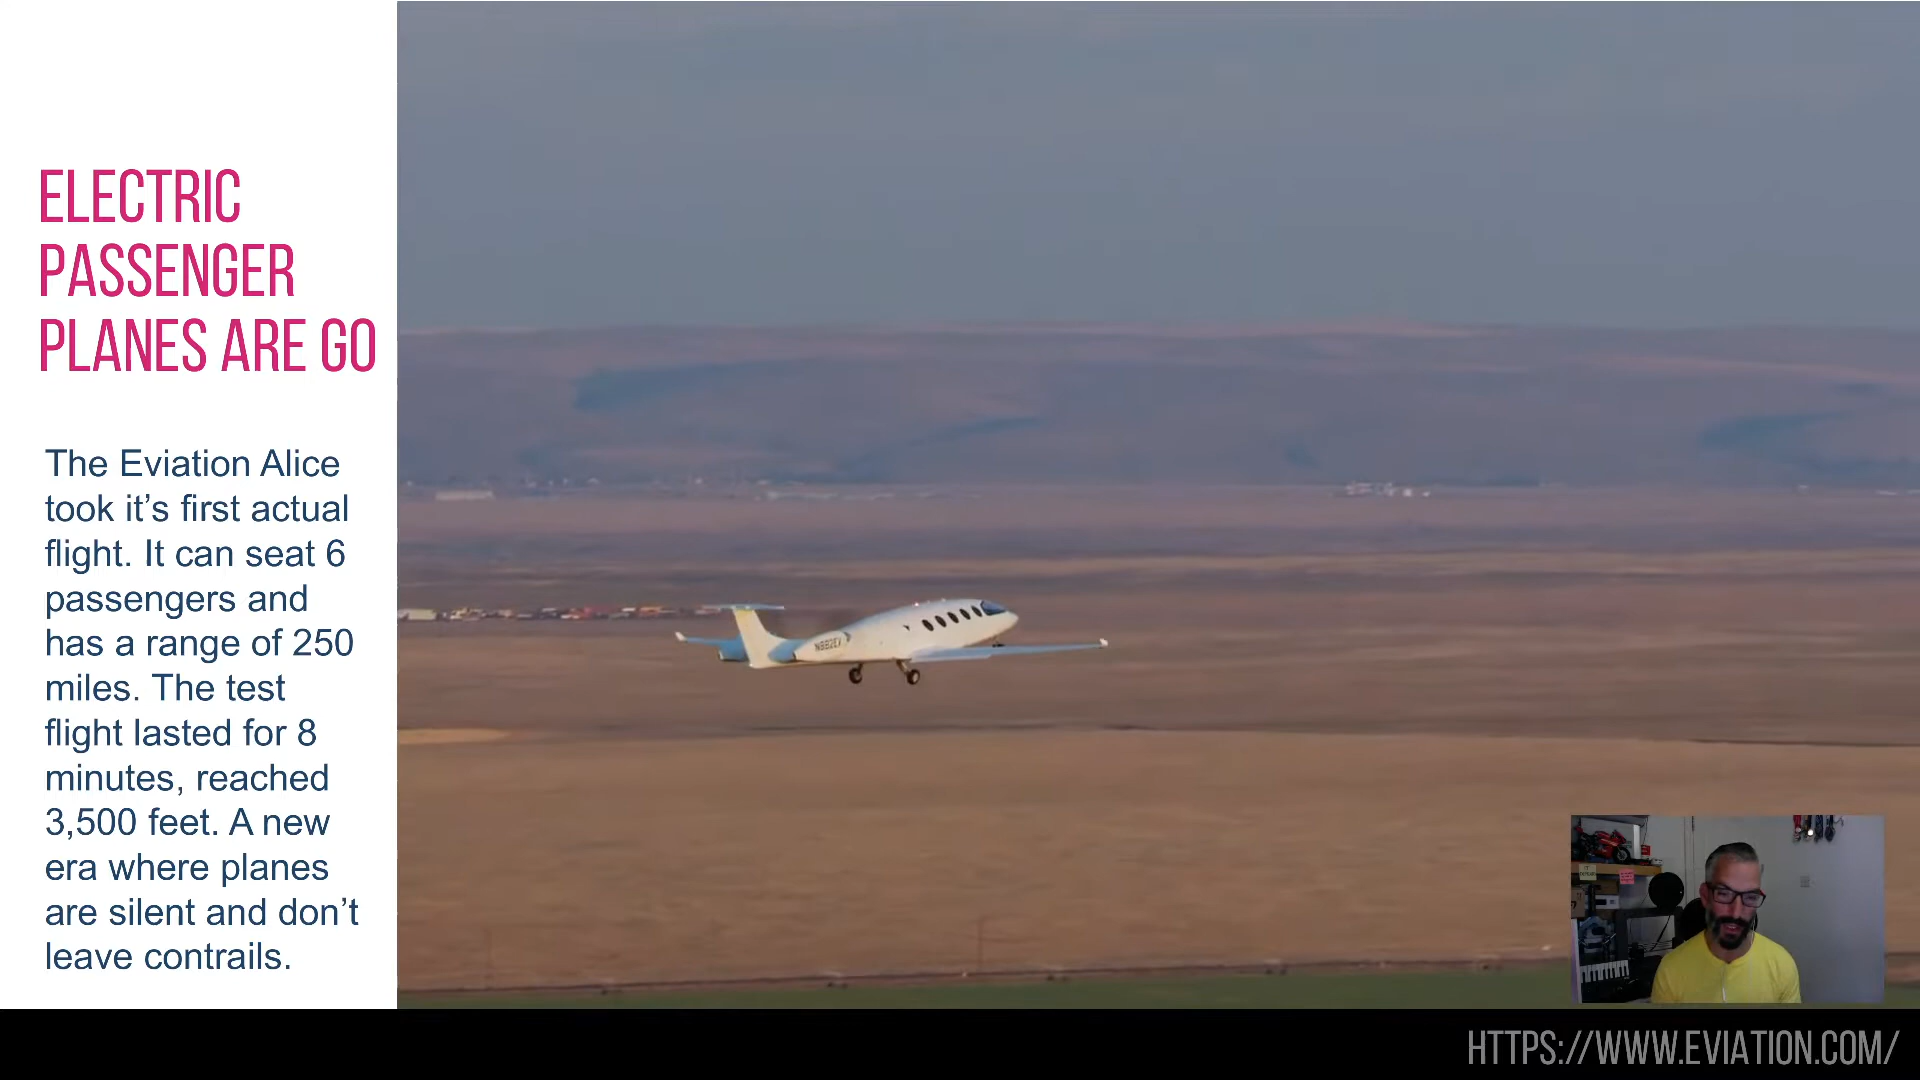 ELECTRIC
PASSENGER
PLANES ARE GO
The Eviation Alice
took it’s first actual
flight. It can seat 6
passengers and
has a range of 250
miles. The test
flight lasted for 8
minutes, reached
3,500 feet. A new
era where planes
are silent and don’t
leave contrails.
N882EV
HTTPS://WWW.EVIATION.COM/